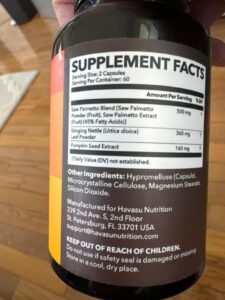 SUPPLEMENT FACTS
Serving Size: 2 Capsules
Serving Per Container: 60
Amount Per Serving %DV
Saw Palmetto Blend [Saw Palmetto
Powder (Fruit), Saw Palmetto Extract
(Fruit) (45% Fatty Acids)] 500 mg †
Stinging Nettle (Urtica dioica)
Leaf Powder 360 mg †
Pumpkin Seed Extract 160 mg †
†Daily Value (DV) not established.
Other Ingredients: Hypromellose (Capsule),
Microcrystalline Cellulose, Magnesium Stearate,
Silicon Dioxide.
Manufactured for Havasu Nutrition
239 2nd Ave. S, 2nd Floor
St. Petersburg, FL 33701 USA
support@havasunutrition.com
KEEP OUT OF REACH OF CHILDREN.
Do not use if safety seal is damaged or missing.
Store in a cool, dry place.